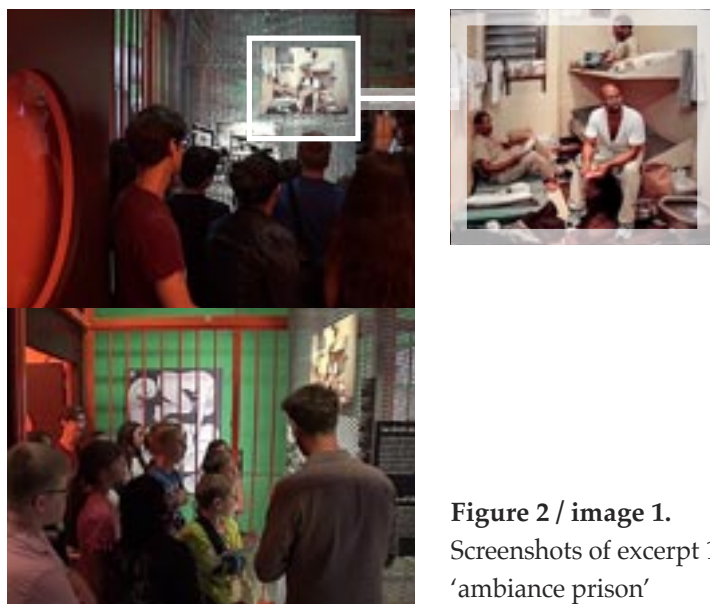 Figure 2 / image 1.
Screenshots of excerpt 1
‘ambiance prison’